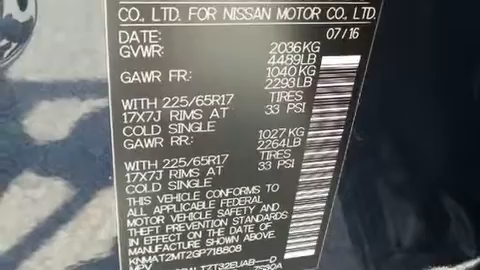 CO., LTD. FOR NISSAN MOTOR CO., LTD.
DATE: 07/16
GVWR: 2036KG
4489LB
GAWR FR: 1040KG
2293LB
WITH 225/65R17 TIRES
17X7J RIMS AT 33 PSI
COLD SINGLE
GAWR RR: 1027KG
2264LB
WITH 225/65R17 TIRES
17X7J RIMS AT 33 PSI
COLD SINGLE
THIS VEHICLE CONFORMS TO
ALL APPLICABLE FEDERAL
MOTOR VEHICLE SAFETY AND
THEFT PREVENTION STANDARDS
IN EFFECT ON THE DATE OF
MANUFACTURE SHOWN ABOVE.
KNMAT2MT2GP718808
MPV